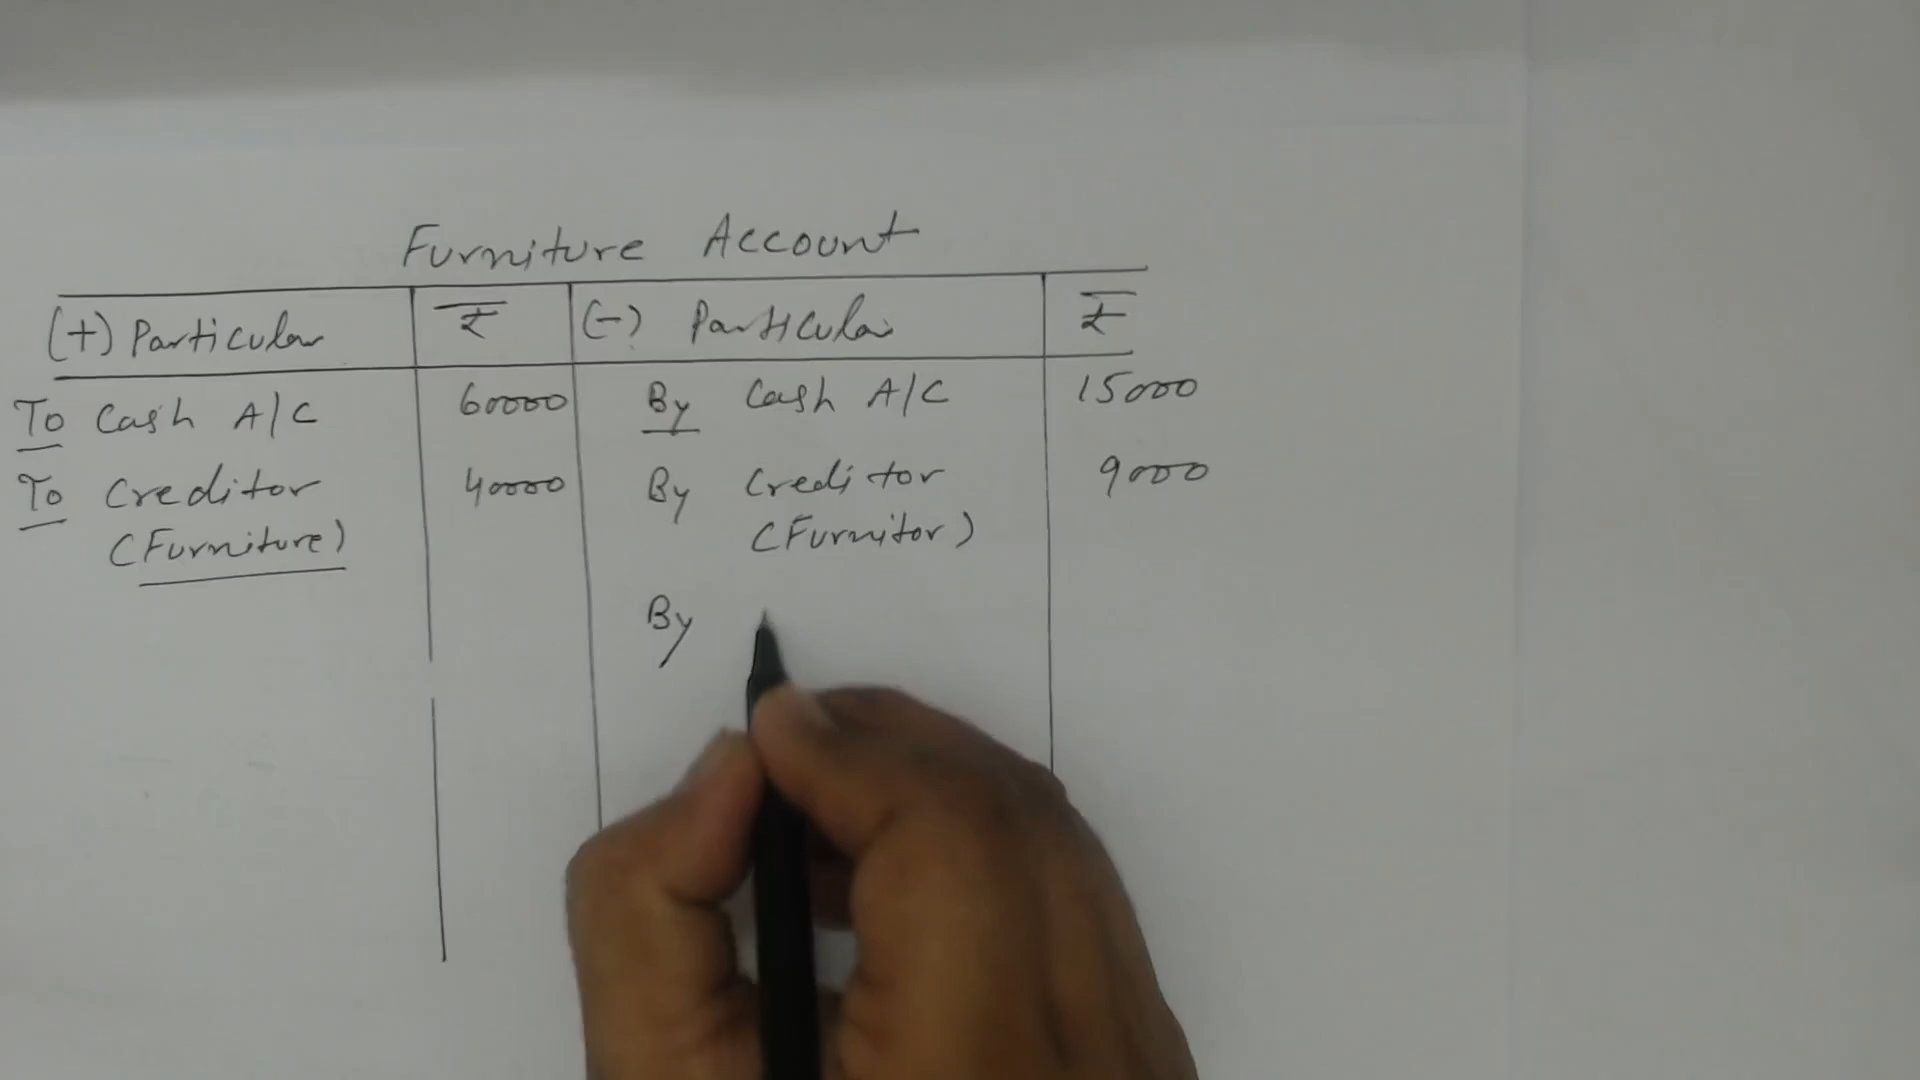 Furniture Account
(+) Particular ₹ (-) Particular ₹
To Cash A/C 60000 By Cash A/C 15000
To Creditor 40000 By Creditor 9000
(Furniture) (Furnitor)
By